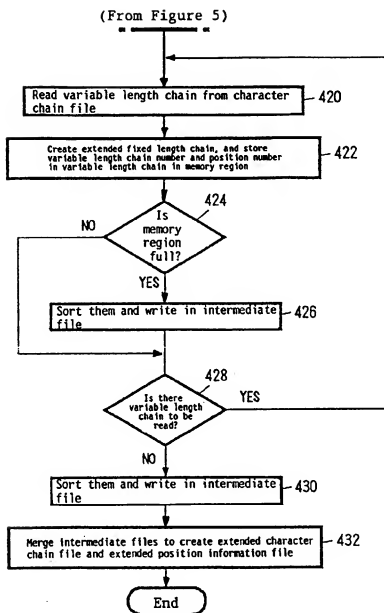 (From Figure 5)
Read variable length chain from character
chain file
420
Create extended fixed length chain, and store
variable length chain number and position number
in variable length chain in memory region
422
424
Is
memory
region
full?
NO
YES
Sort them and write in intermediate
file
426
428
Is there
variable length
chain to be
read?
YES
NO
Sort them and write in intermediate
file
430
Merge intermediate files to create extended character
chain file and extended position information file
432
End